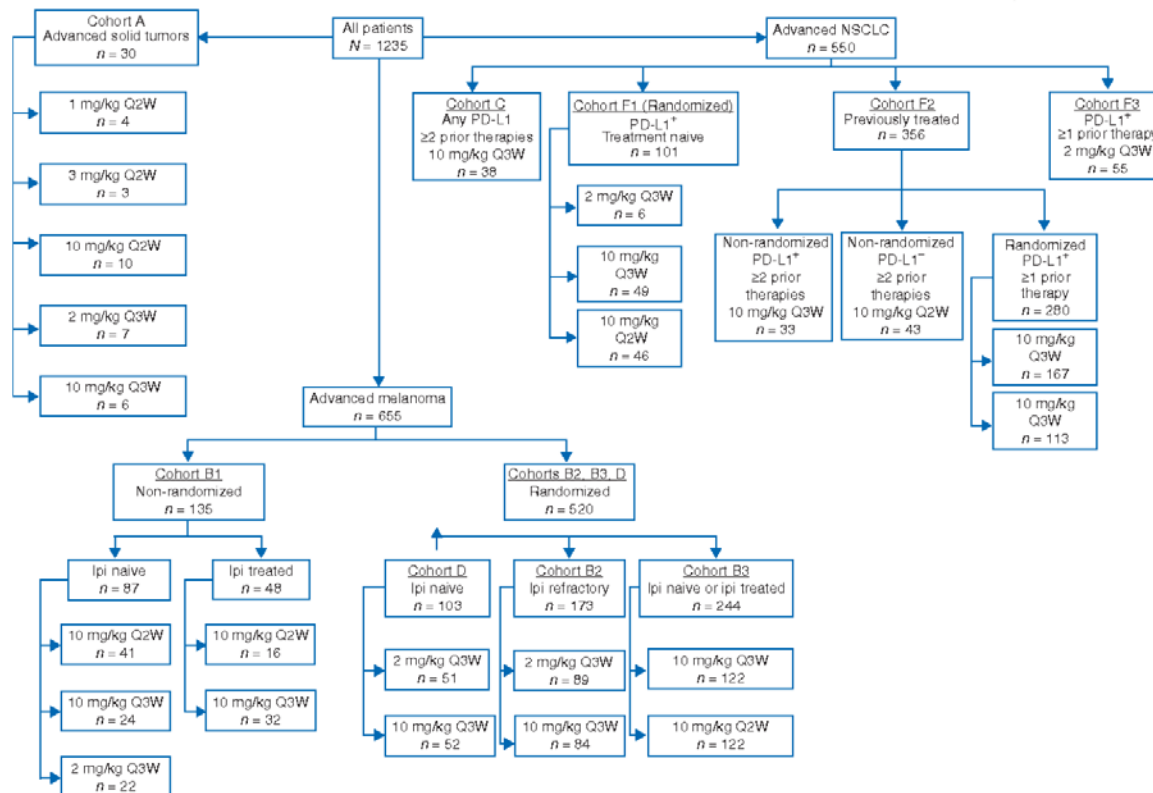 Cohort A
Advanced solid tumors
n = 30
All patients
N = 1235
Advanced NSCLC
n = 550
1 mg/kg Q2W
n = 4
3 mg/kg Q2W
n = 3
10 mg/kg Q2W
n = 10
2 mg/kg Q3W
n = 7
10 mg/kg Q3W
n = 6
Cohort C
Any PD-L1
≥2 prior therapies
10 mg/kg Q3W
n = 38
Cohort F1 (Randomized)
PD-L1+
Treatment naive
n = 101
2 mg/kg Q3W
n = 6
10 mg/kg
Q3W
n = 49
10 mg/kg
Q2W
n = 46
Cohort F2
Previously treated
n = 356
Non-randomized
PD-L1+
≥2 prior
therapies
10 mg/kg Q3W
n = 33
Non-randomized
PD-L1−
≥2 prior
therapies
10 mg/kg Q2W
n = 43
Randomized
PD-L1+
≥1 prior
therapy
n = 280
10 mg/kg
Q3W
n = 167
10 mg/kg
Q3W
n = 113
Cohort F3
PD-L1+
≥1 prior therapy
2 mg/kg Q3W
n = 55
Advanced melanoma
n = 655
Cohort B1
Non-randomized
n = 135
Ipi naive
n = 87
10 mg/kg Q2W
n = 41
10 mg/kg Q3W
n = 24
2 mg/kg Q3W
n = 22
Ipi treated
n = 48
10 mg/kg Q2W
n = 16
10 mg/kg Q3W
n = 32
Cohorts B2, B3, D
Randomized
n = 520
Cohort D
Ipi naive
n = 103
2 mg/kg Q3W
n = 51
10 mg/kg Q3W
n = 52
Cohort B2
Ipi refractory
n = 173
2 mg/kg Q3W
n = 89
10 mg/kg Q3W
n = 84
Cohort B3
Ipi naive or ipi treated
n = 244
10 mg/kg Q3W
n = 122
10 mg/kg Q2W
n = 122